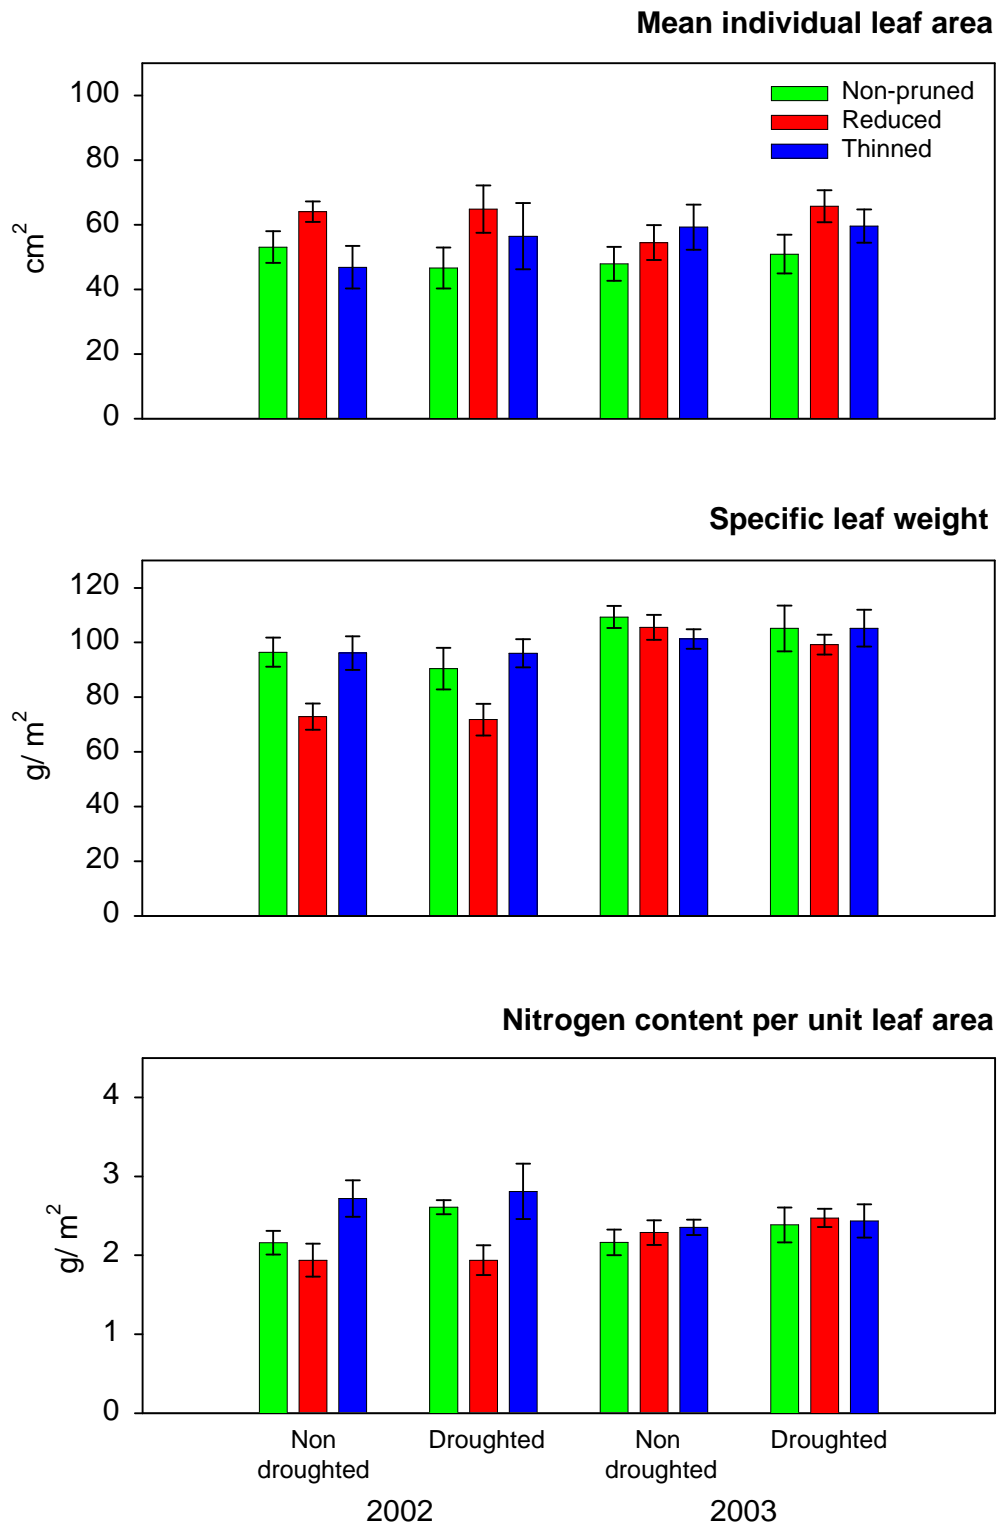 Mean individual leaf area
100
80
60
40
20
0
cm²
Non-pruned
Reduced
Thinned
Specific leaf weight
120
100
80
60
40
20
0
g/ m²
Nitrogen content per unit leaf area
4
3
2
1
0
g/ m²
Non droughted
Droughted
Non droughted
Droughted
2002
2003